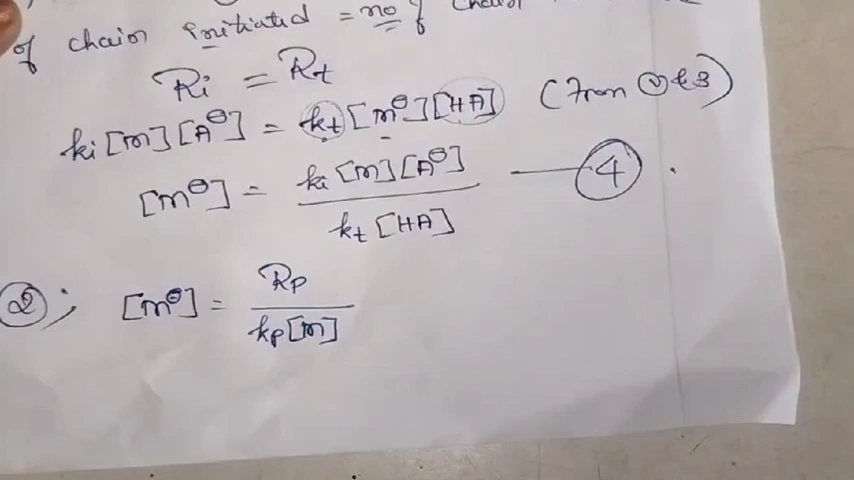 of chain initiated = no of chain
Ri = Rt
ki [m] [A⊖] = kt [m⊖] [HA] (From ① & 3)
[m⊖] = ki [m] [A⊖] / kt [HA] — ④ .
② ; [m⊖] = Rp / kp [m]